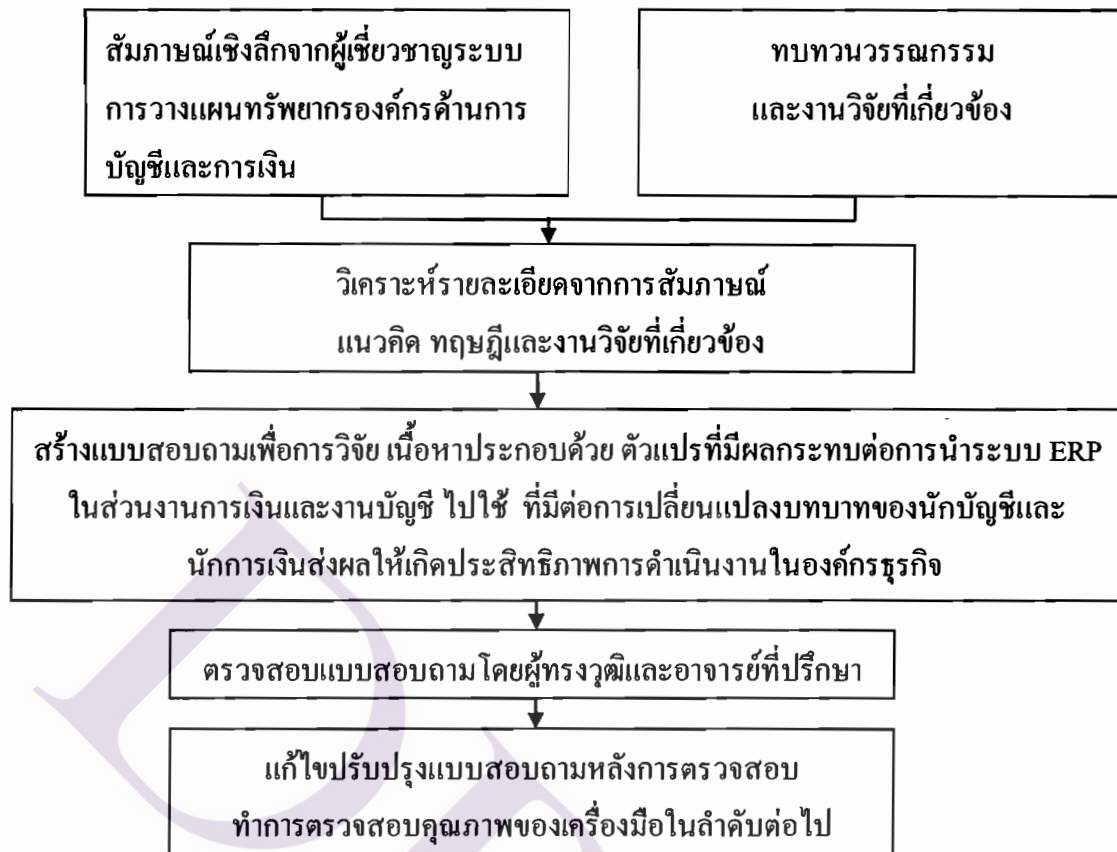 สัมภาษณ์เชิงลึกจากผู้เชี่ยวชาญระบบ
การวางแผนทรัพยากรองค์กรด้านการ
บัญชีและการเงิน
ทบทวนวรรณกรรม
และงานวิจัยที่เกี่ยวข้อง
วิเคราะห์รายละเอียดจากการสัมภาษณ์
แนวคิด ทฤษฎีและงานวิจัยที่เกี่ยวข้อง
สร้างแบบสอบถามเพื่อการวิจัย เนื้อหาประกอบด้วย ตัวแปรที่มีผลกระทบต่อการนำระบบ ERP
ในส่วนงานการเงินและงานบัญชี ไปใช้ ที่มีต่อการเปลี่ยนแปลงบทบาทของนักบัญชีและ
นักการเงินส่งผลให้เกิดประสิทธิภาพการดำเนินงานในองค์กรธุรกิจ
ตรวจสอบแบบสอบถามโดยผู้ทรงวุฒิและอาจารย์ที่ปรึกษา
แก้ไขปรับปรุงแบบสอบถามหลังการตรวจสอบ
ทำการตรวจสอบคุณภาพของเครื่องมือในลำดับต่อไป